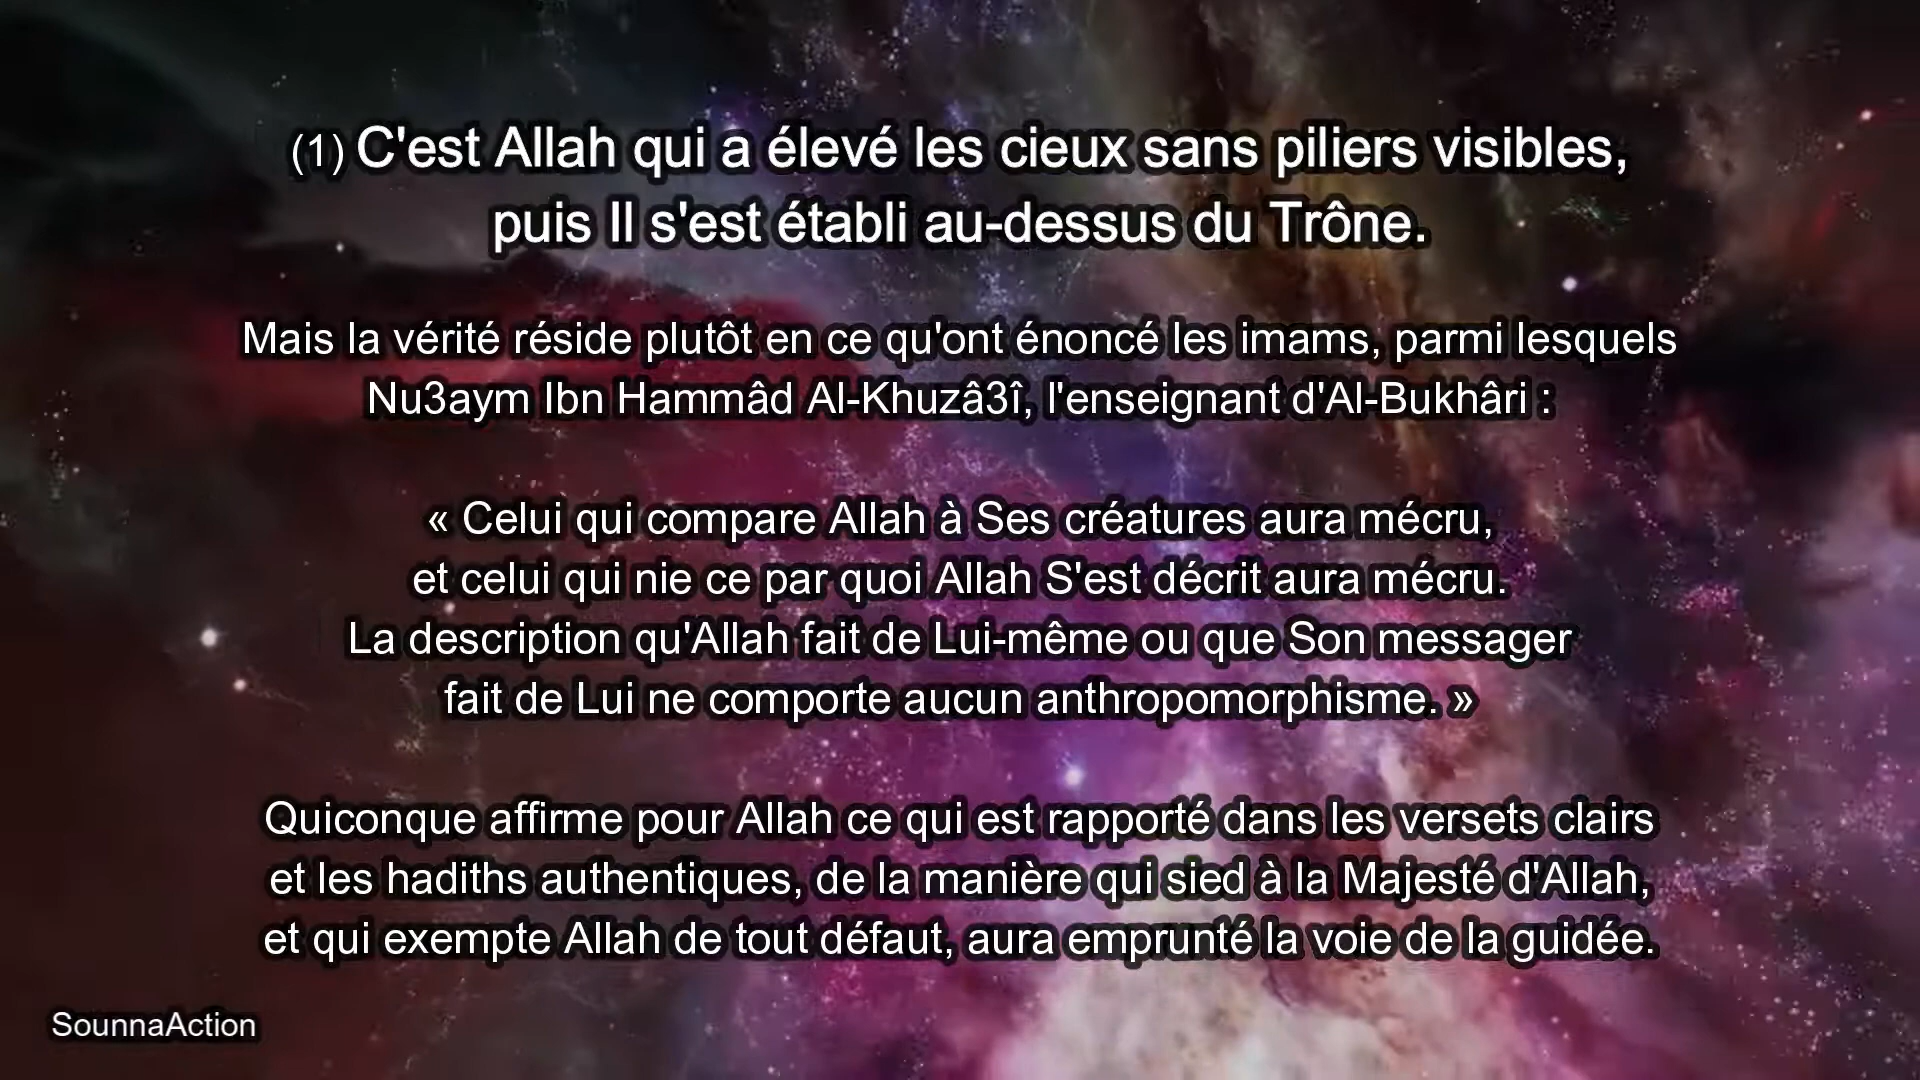 (1) C'est Allah qui a élevé les cieux sans piliers visibles,
puis Il s'est établi au-dessus du Trône.
Mais la vérité réside plutôt en ce qu'ont énoncé les imams, parmi lesquels
Nu3aym Ibn Hammâd Al-Khuzâ3î, l'enseignant d'Al-Bukhâri :
« Celui qui compare Allah à Ses créatures aura mécru,
et celui qui nie ce par quoi Allah S'est décrit aura mécru.
La description qu'Allah fait de Lui-même ou que Son messager
fait de Lui ne comporte aucun anthropomorphisme. »
Quiconque affirme pour Allah ce qui est rapporté dans les versets clairs
et les hadiths authentiques, de la manière qui sied à la Majesté d'Allah,
et qui exempte Allah de tout défaut, aura emprunté la voie de la guidée.
SounnaAction